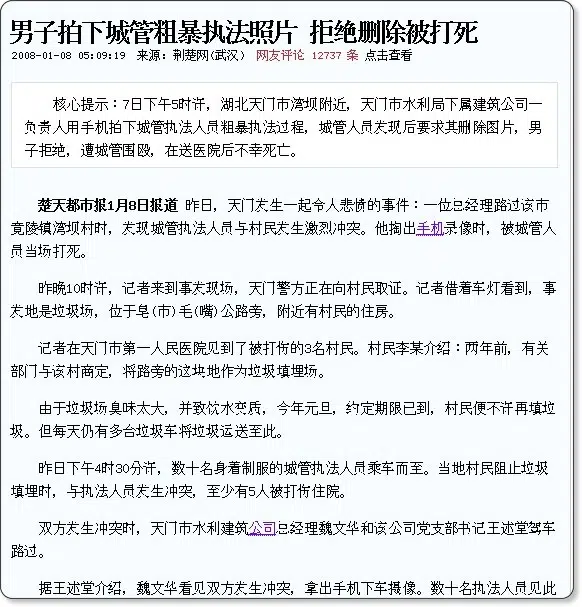 男子拍下城管粗暴执法照片 拒绝删除被打死
2008-01-08 05:09:19 来源: 荆楚网(武汉) 网友评论 12737 条 点击查看
核心提示：7日下午5时许，湖北天门市湾坝附近，天门市水利局下属建筑公司一
负责人用手机拍下城管执法人员粗暴执法过程，城管人员发现后要求其删除图片，男
子拒绝，遭城管围殴，在送医院后不幸死亡。
楚天都市报1月8日报道 昨日，天门发生一起令人悲愤的事件：一位总经理路过该市
竟陵镇湾坝村时，发现城管执法人员与村民发生激烈冲突。他掏出手机录像时，被城管人
员当场打死。
昨晚10时许，记者来到事发现场，天门警方正在向村民取证。记者借着车灯看到，事
发地是垃圾场，位于皂(市)毛(嘴)公路旁，附近有村民的住房。
记者在天门市第一人民医院见到了被打伤的3名村民。村民李某介绍：两年前，有关
部门与该村商定，将路旁的这块地作为垃圾填埋场。
由于垃圾场臭味太大，并致饮水变质，今年元旦，约定期限已到，村民便不许再填垃
圾。但每天仍有多台垃圾车将垃圾运送至此。
昨日下午4时30分许，数十名身着制服的城管执法人员乘车而至。当地村民阻止垃圾
填埋时，与执法人员发生冲突，至少有5人被打伤住院。
双方发生冲突时，天门市水利建筑公司总经理魏文华和该公司党支部书记王述堂驾车
路过。
据王述堂介绍，魏文华看见双方发生冲突，拿出手机下车摄像。数十名执法人员见此